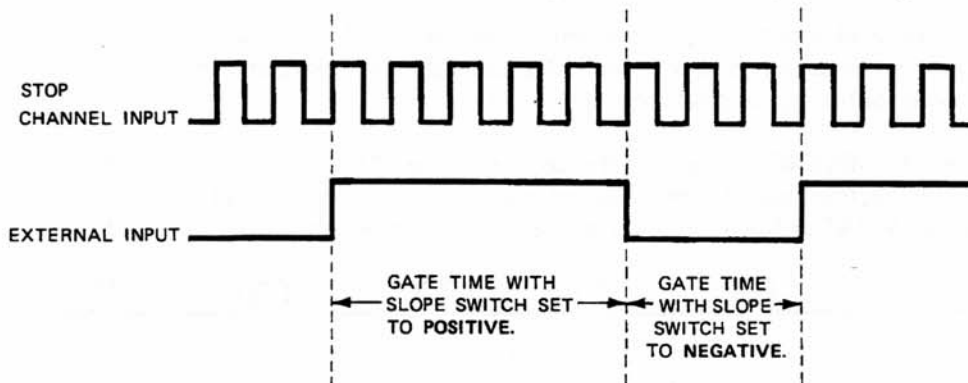 STOP
CHANNEL INPUT
EXTERNAL INPUT
GATE TIME WITH
SLOPE SWITCH SET
TO POSITIVE.
GATE TIME
WITH SLOPE
SWITCH SET
TO NEGATIVE.